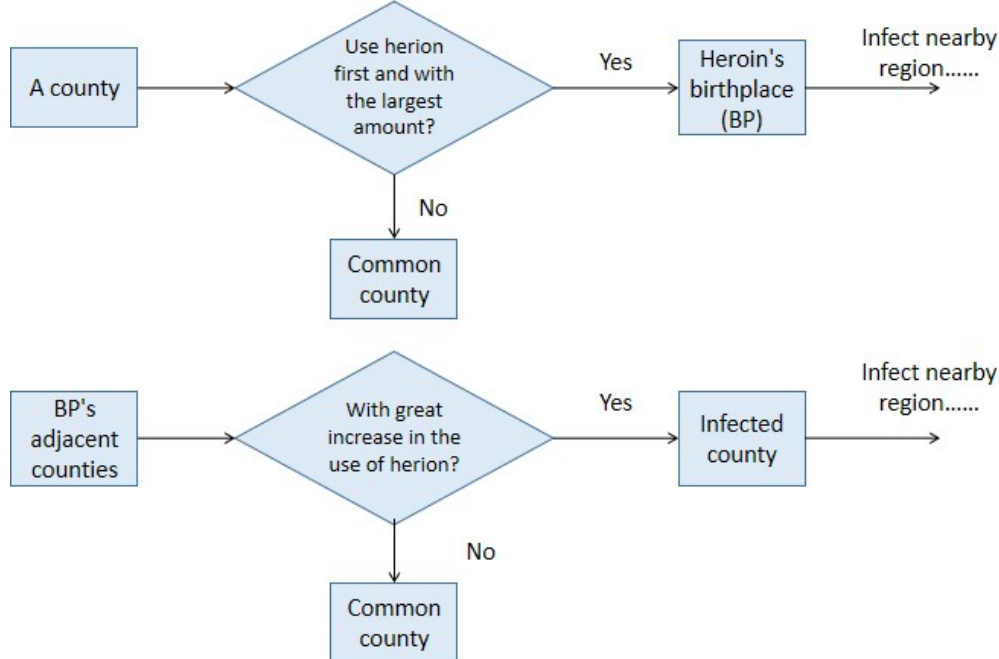 A county
Use herion
first and with
the largest
amount?
Yes
Heroin's
birthplace
(BP)
Infect nearby
region......
No
Common
county
BP's
adjacent
counties
With great
increase in the
use of herion?
Yes
Infected
county
Infect nearby
region......
No
Common
county